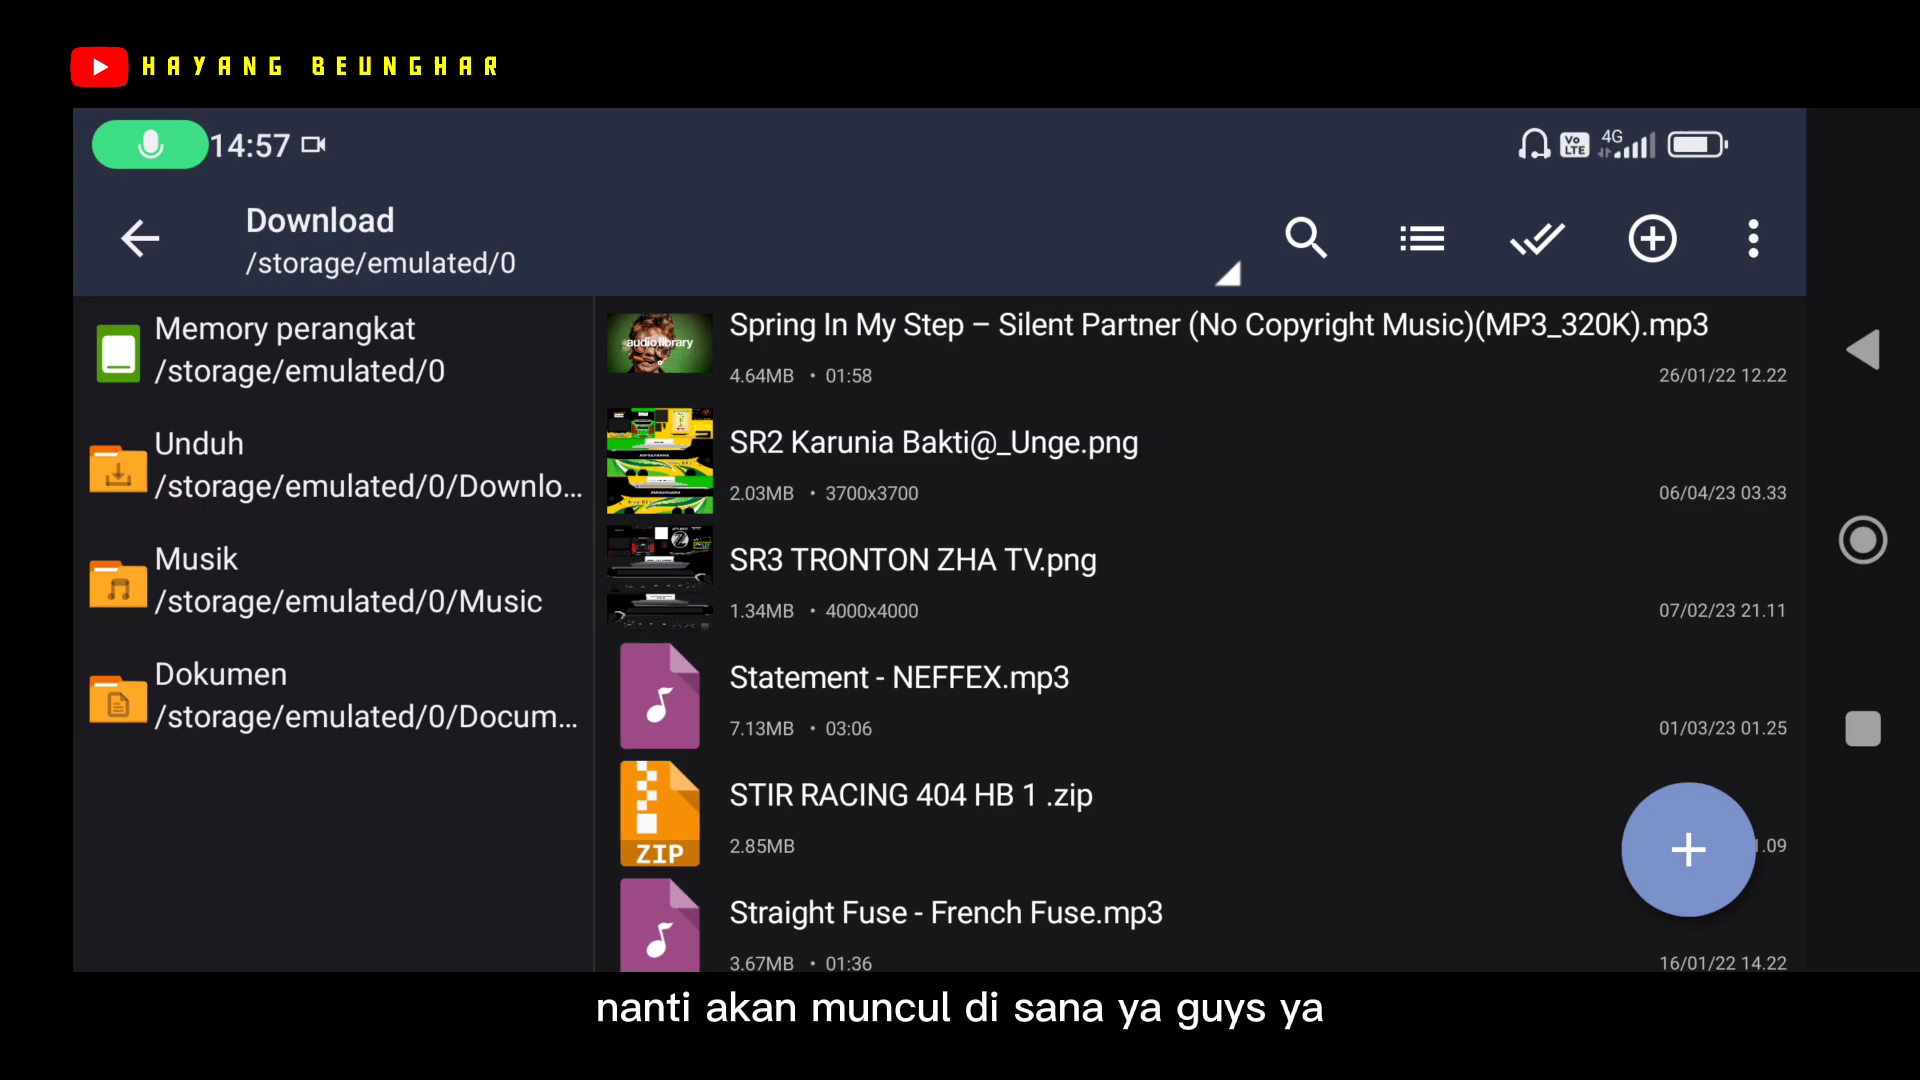 HAYANG BEUNGHAR
14:57
Vo LTE
4G
Download
/storage/emulated/0
Memory perangkat
/storage/emulated/0
Unduh
/storage/emulated/0/Downlo...
Musik
/storage/emulated/0/Music
Dokumen
/storage/emulated/0/Docum...
audio library
Spring In My Step – Silent Partner (No Copyright Music)(MP3_320K).mp3
4.64MB • 01:58
26/01/22 12.22
SR2 Karunia Bakti@_Unge.png
2.03MB • 3700x3700
06/04/23 03.33
SR3 TRONTON ZHA TV.png
1.34MB • 4000x4000
07/02/23 21.11
Statement - NEFFEX.mp3
7.13MB • 03:06
01/03/23 01.25
ZIP
STIR RACING 404 HB 1 .zip
2.85MB
.09
Straight Fuse - French Fuse.mp3
3.67MB • 01:36
16/01/22 14.22
nanti akan muncul di sana ya guys ya